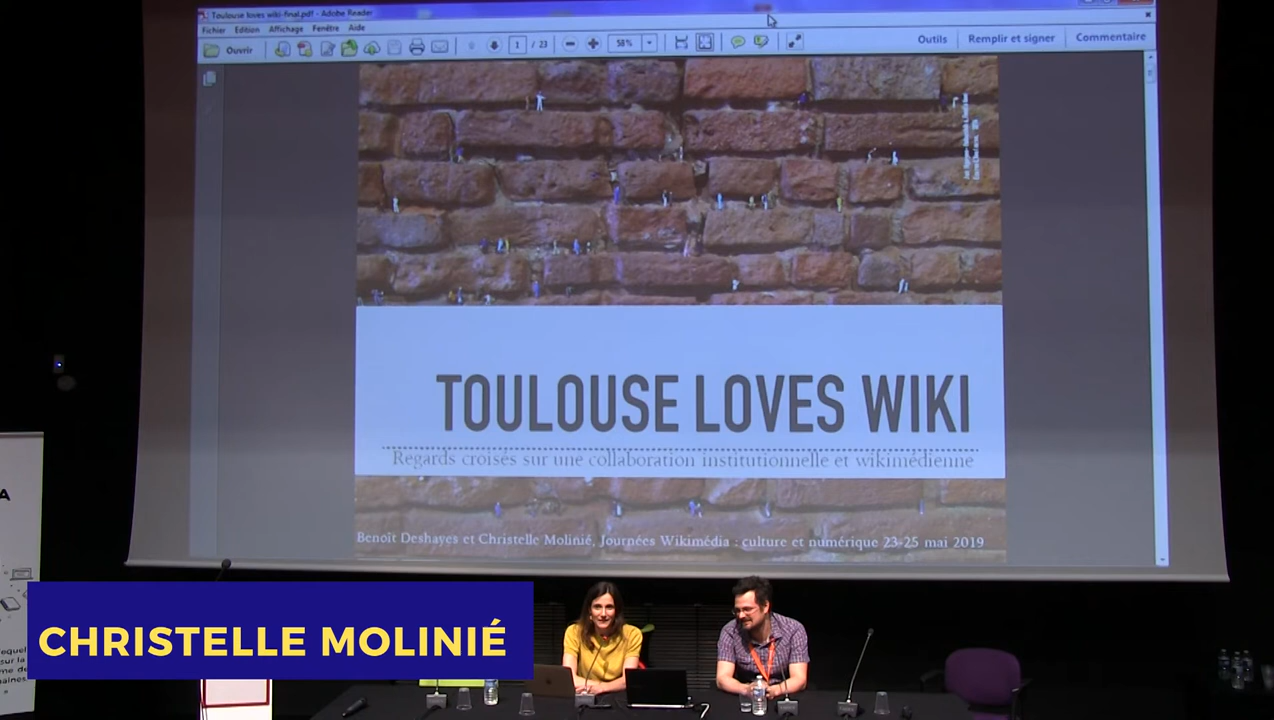 Toulouse loves wiki-final.pdf - Adobe Reader
Fichier Edition Affichage Fenêtre Aide
Ouvrir 1 / 23 58% Outils Remplir et signer Commentaire
TOULOUSE LOVES WIKI
Regards croisés sur une collaboration institutionnelle et wikimédienne
Benoît Deshayes et Christelle Molinié, Journées Wikimédia : culture et numérique 23-25 mai 2019
CHRISTELLE MOLINIÉ
A
sur la
»